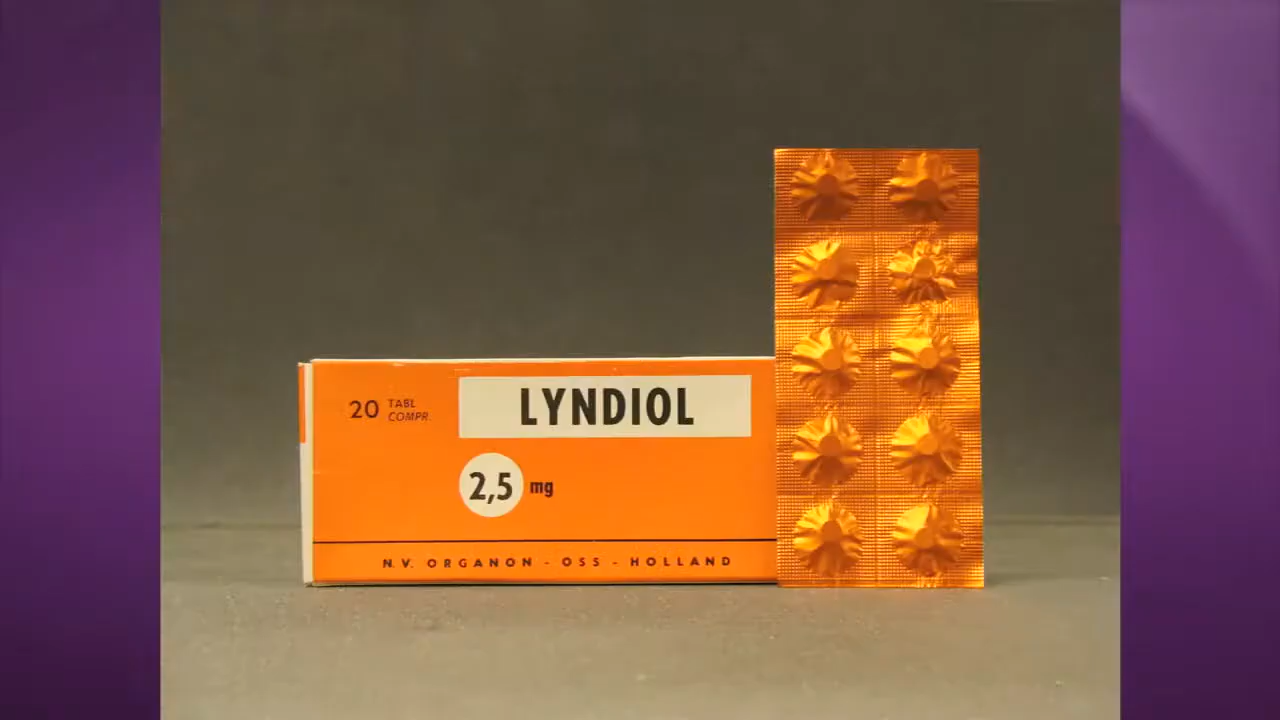 20 TABL
COMPR.
LYNDIOL
2,5 mg
N.V. ORGANON - OSS - HOLLAND